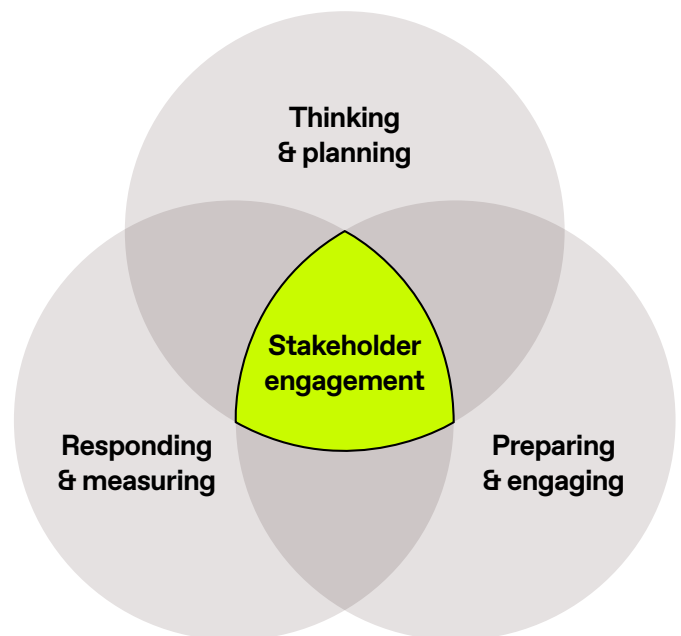 Thinking
& planning
Stakeholder
engagement
Responding
& measuring
Preparing
& engaging